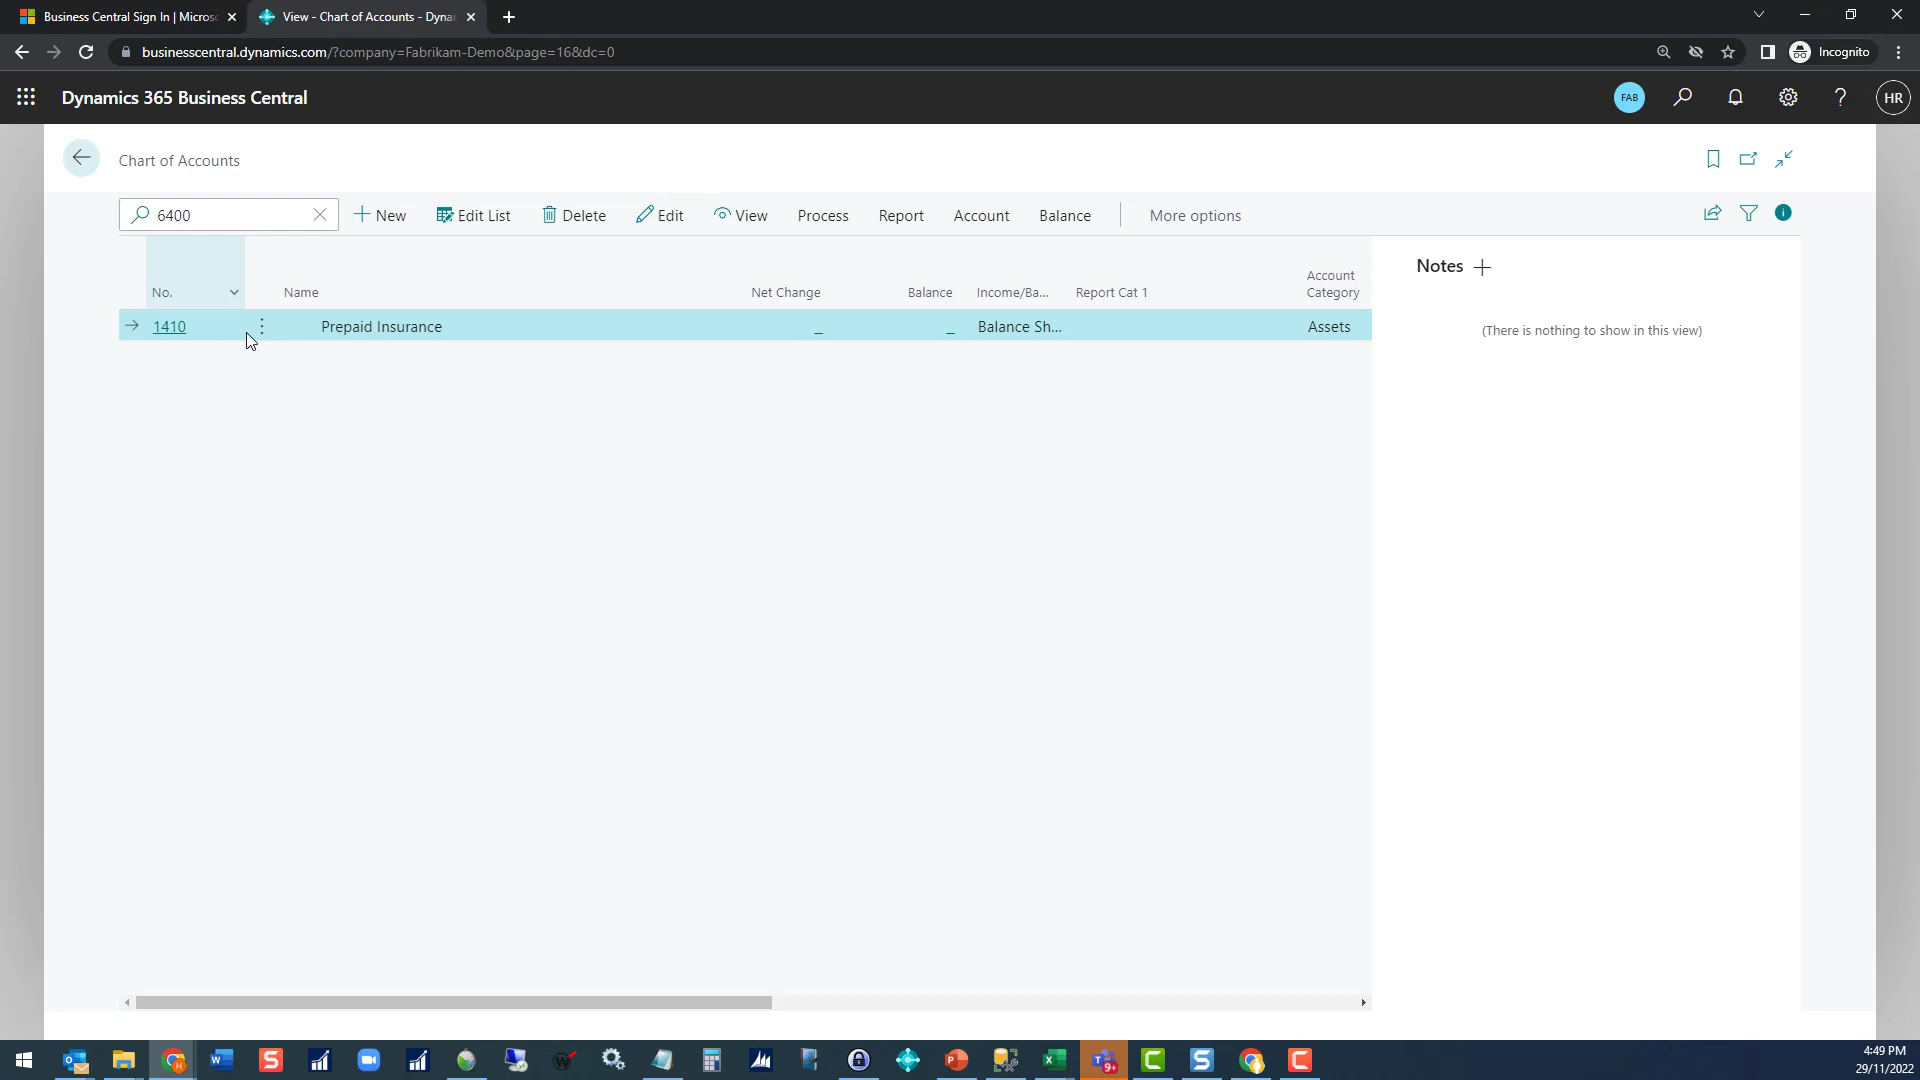 Business Central Sign In | Micros
View - Chart of Accounts - Dynam
businesscentral.dynamics.com/?company=Fabrikam-Demo&page=16&dc=0
Incognito
Dynamics 365 Business Central
FAB
HR
Chart of Accounts
6400
New
Edit List
Delete
Edit
View
Process
Report
Account
Balance
More options
No.
Name
Net Change
Balance
Income/Ba...
Report Cat 1
Account
Category
1410
Prepaid Insurance
_
_
Balance Sh...
Assets
Notes
(There is nothing to show in this view)
4:49 PM
29/11/2022
9+